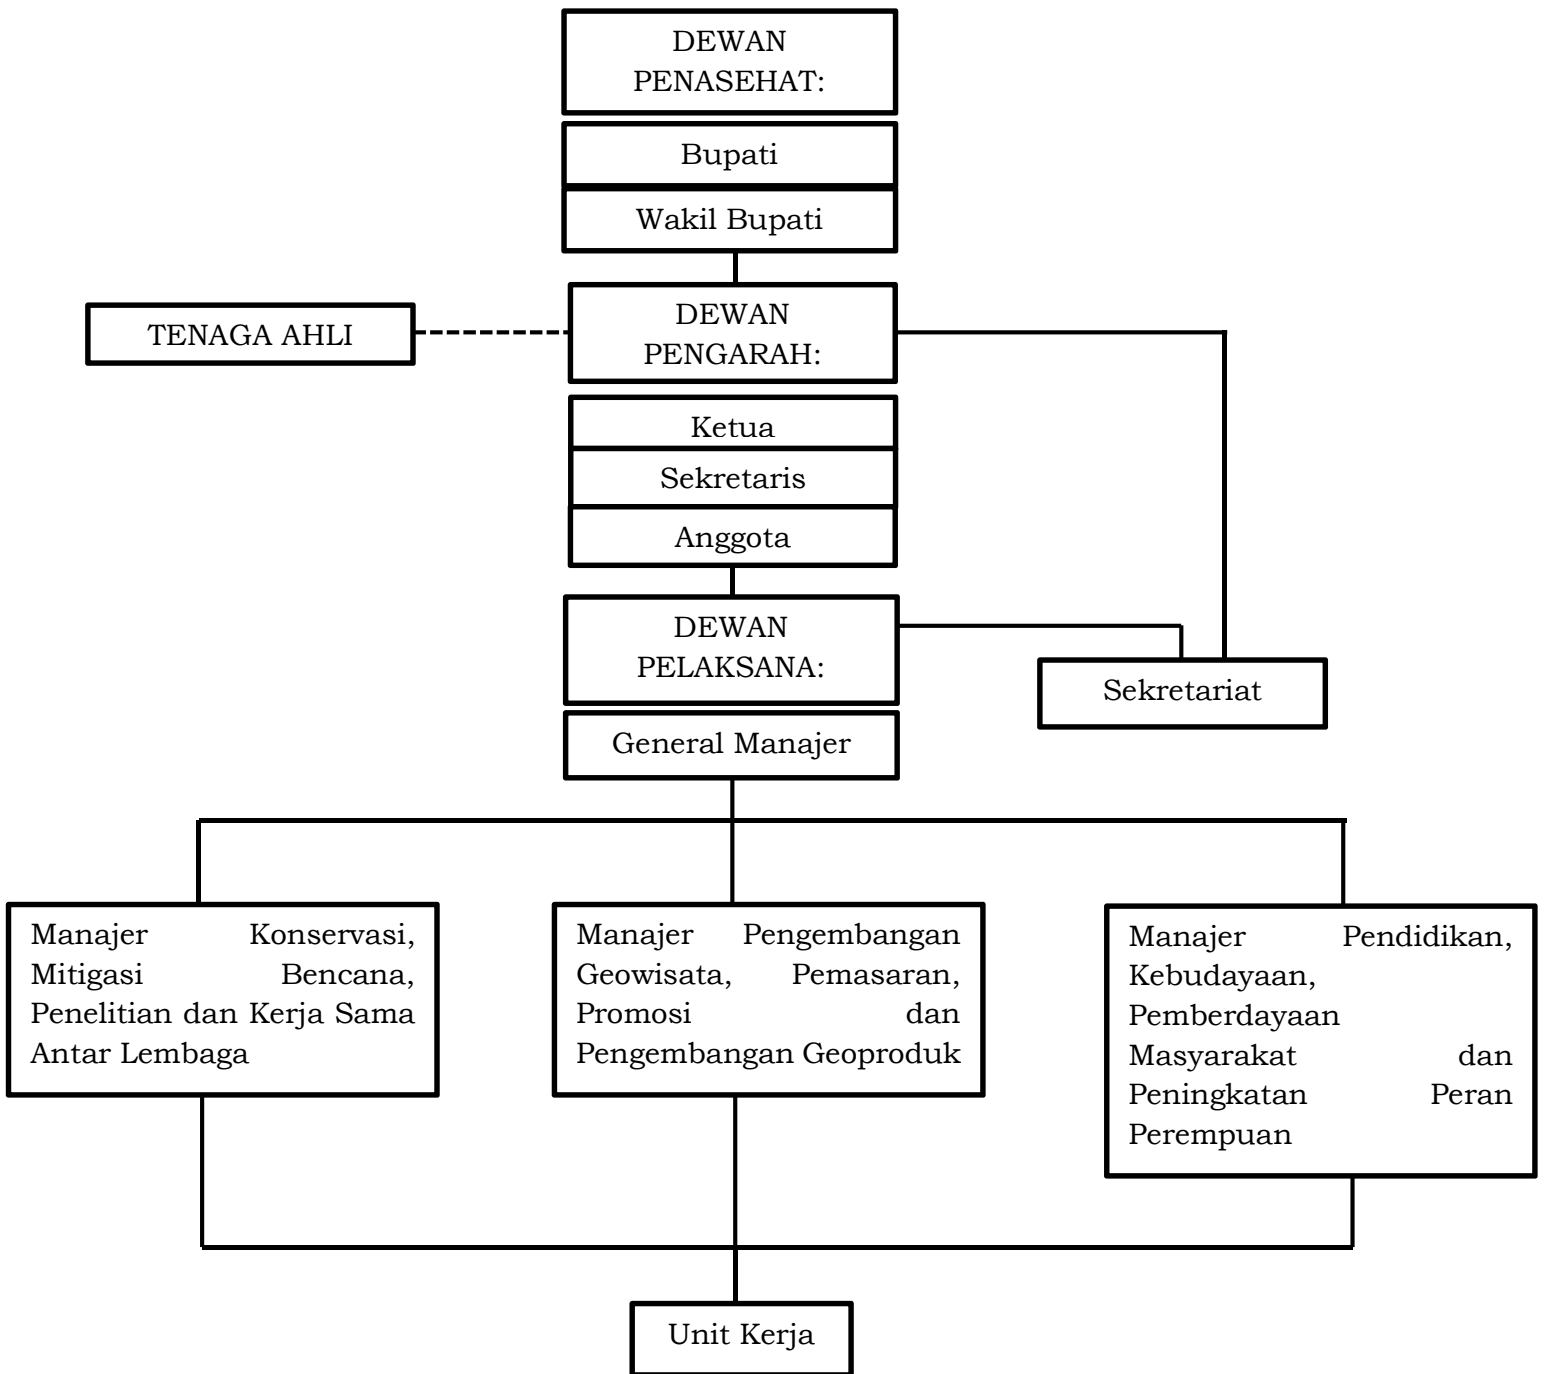 DEWAN
PENASEHAT:
Bupati
Wakil Bupati
TENAGA AHLI
DEWAN
PENGARAH:
Ketua
Sekretaris
Anggota
DEWAN
PELAKSANA:
Sekretariat
General Manajer
Manajer Konservasi,
Mitigasi Bencana,
Penelitian dan Kerja Sama
Antar Lembaga
Manajer Pengembangan
Geowisata, Pemasaran,
Promosi dan
Pengembangan Geoproduk
Manajer Pendidikan,
Kebudayaan,
Pemberdayaan
Masyarakat dan
Peningkatan Peran
Perempuan
Unit Kerja